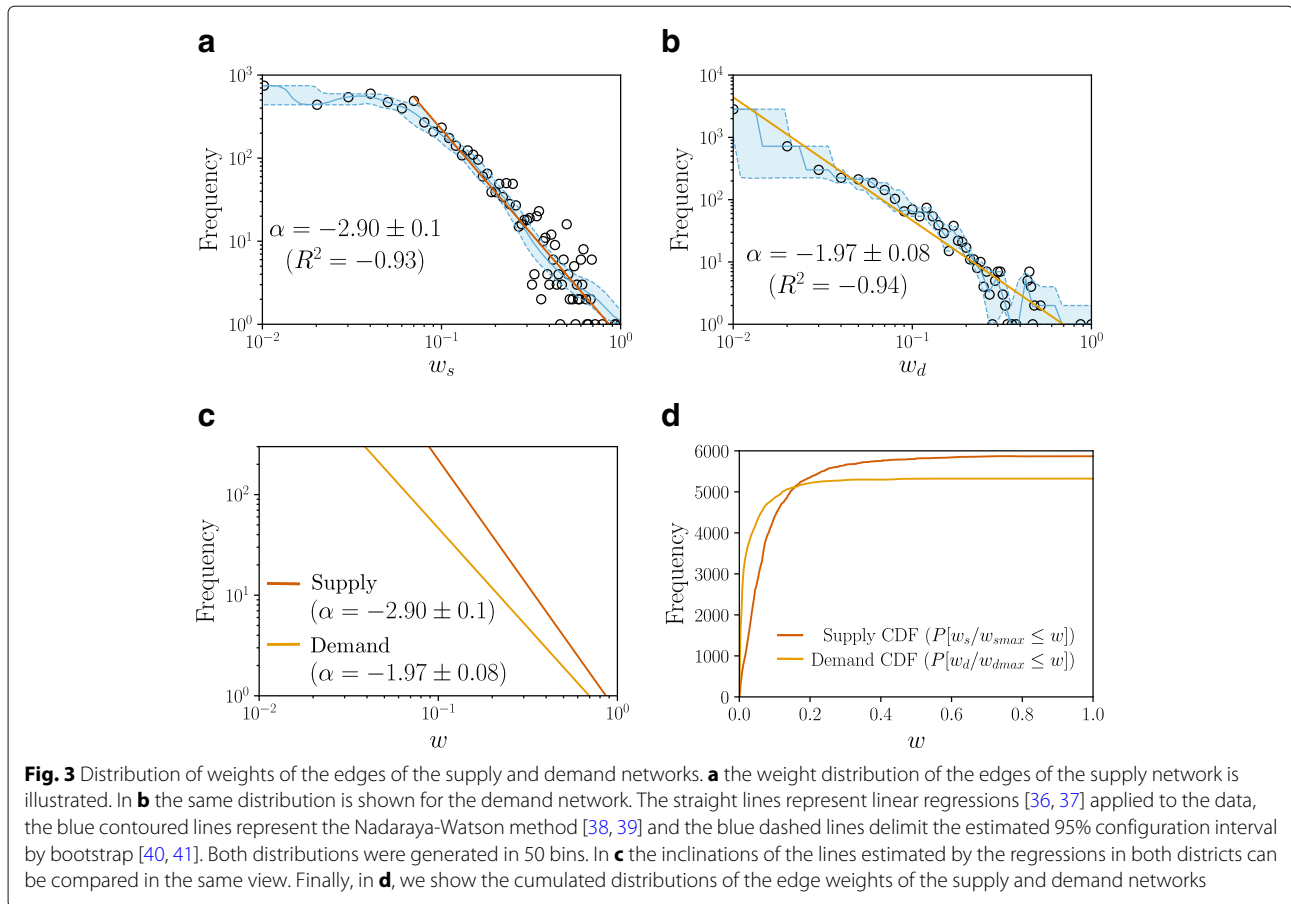 a
10^3
10^2
10^1
10^0
Frequency
α = −2.90 ± 0.1
(R^2 = −0.93)
10^−2
10^−1
10^0
w_s
b
10^4
10^3
10^2
10^1
10^0
Frequency
α = −1.97 ± 0.08
(R^2 = −0.94)
10^−2
10^−1
10^0
w_d
c
10^2
10^1
10^0
Frequency
Supply
(α = −2.90 ± 0.1)
Demand
(α = −1.97 ± 0.08)
10^−2
10^−1
10^0
w
d
6000
5000
4000
3000
2000
1000
0
Frequency
Supply CDF (P[w_s/w_smax ≤ w])
Demand CDF (P[w_d/w_dmax ≤ w])
0.0
0.2
0.4
0.6
0.8
1.0
w
Fig. 3 Distribution of weights of the edges of the supply and demand networks. a the weight distribution of the edges of the supply network is
illustrated. In b the same distribution is shown for the demand network. The straight lines represent linear regressions [36, 37] applied to the data,
the blue contoured lines represent the Nadaraya-Watson method [38, 39] and the blue dashed lines delimit the estimated 95% configuration interval
by bootstrap [40, 41]. Both distributions were generated in 50 bins. In c the inclinations of the lines estimated by the regressions in both districts can
be compared in the same view. Finally, in d, we show the cumulated distributions of the edge weights of the supply and demand networks